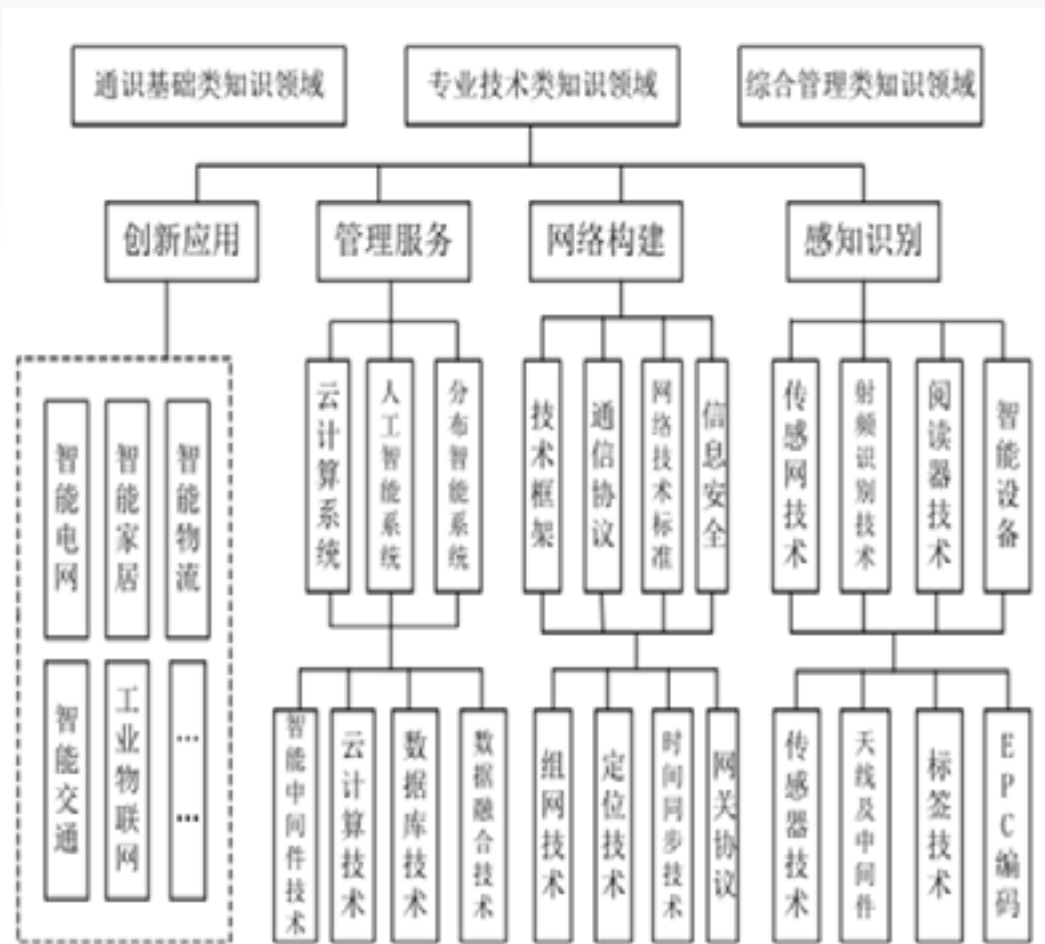 通识基础类知识领域
专业技术类知识领域
综合管理类知识领域
创新应用
管理服务
网络构建
感知识别
智能电网
智能家居
智能物流
智能交通
工业物联网
……
云计算系统
人工智能系统
分布智能系统
智能中间件技术
云计算技术
数据库技术
数据融合技术
技术框架
通信协议
网络技术标准
信息安全
组网技术
定位技术
时间同步技术
网关协议
传感网技术
射频识别技术
阅读器技术
智能设备
传感器技术
天线及中间件
标签技术
EPC编码